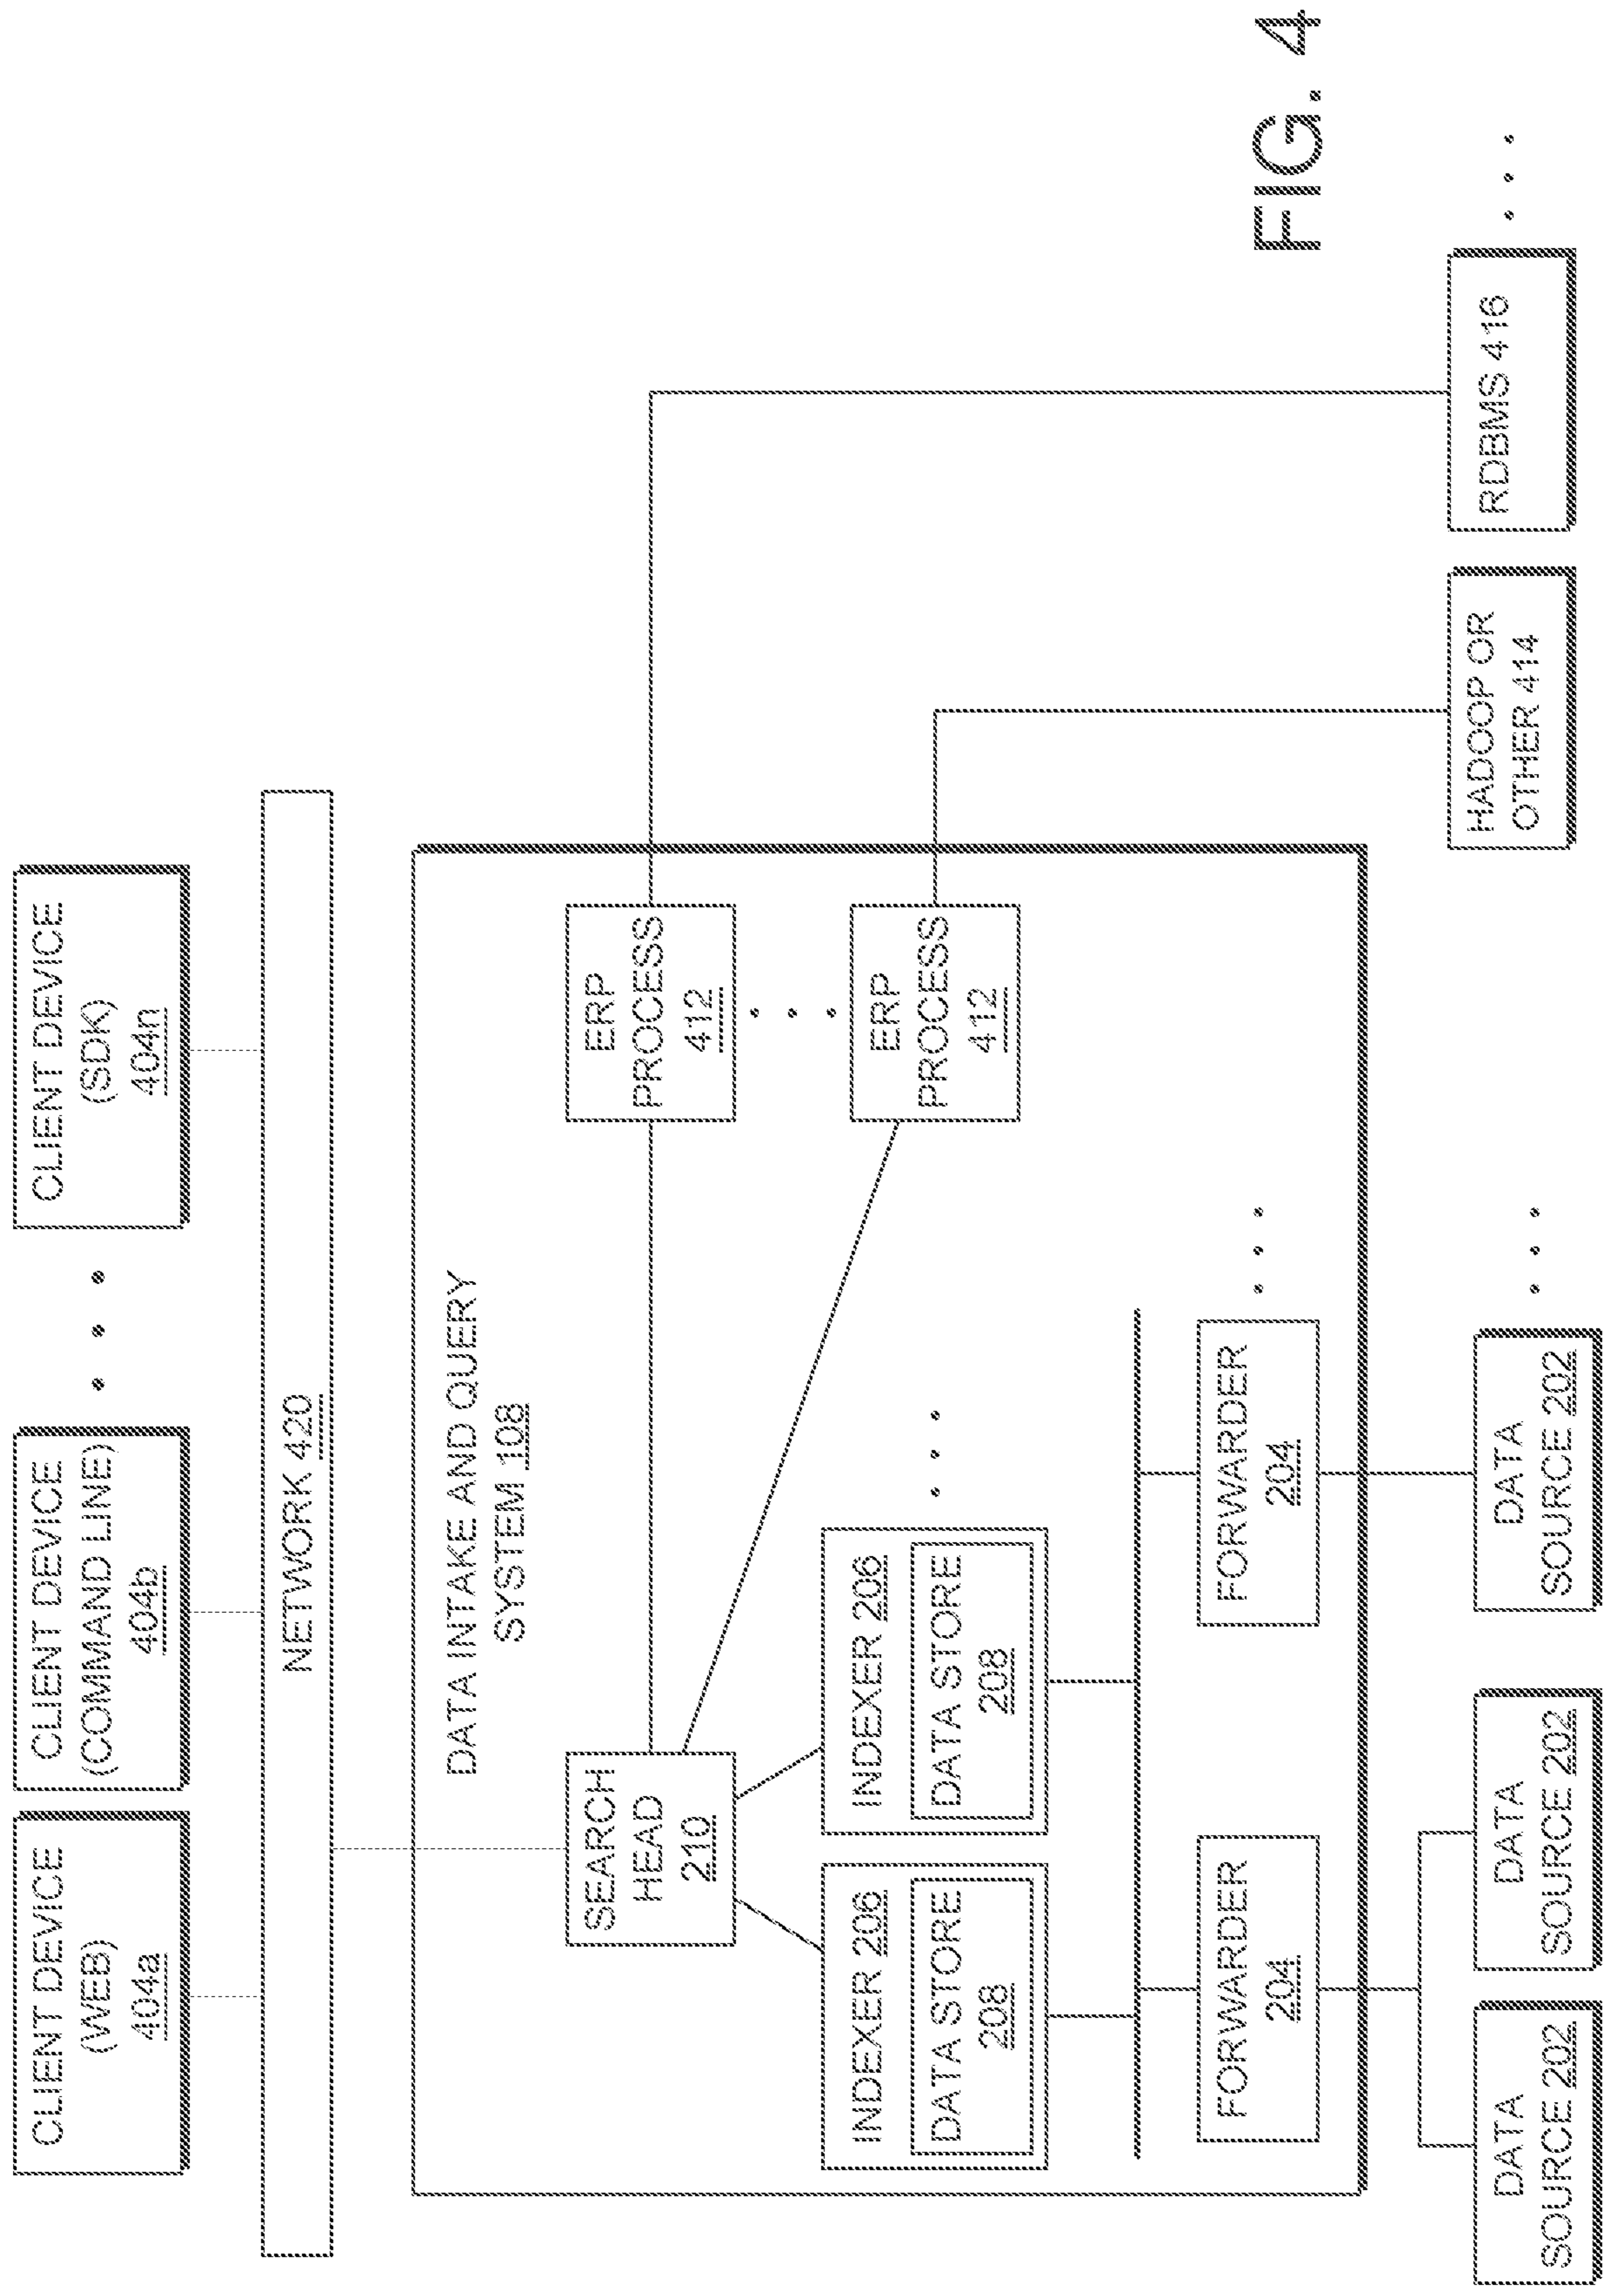 CLIENT DEVICE
(WEB)
404a
CLIENT DEVICE
(COMMAND LINE)
404b
CLIENT DEVICE
(SDK)
404n
NETWORK 420
DATA INTAKE AND QUERY
SYSTEM 108
SEARCH
HEAD
210
ERP
PROCESS
412
ERP
PROCESS
412
INDEXER 206
DATA STORE
208
INDEXER 206
DATA STORE
208
FORWARDER
204
FORWARDER
204
DATA
SOURCE 202
DATA
SOURCE 202
DATA
SOURCE 202
HADOOP OR
OTHER 414
RDBMS 416
FIG. 4